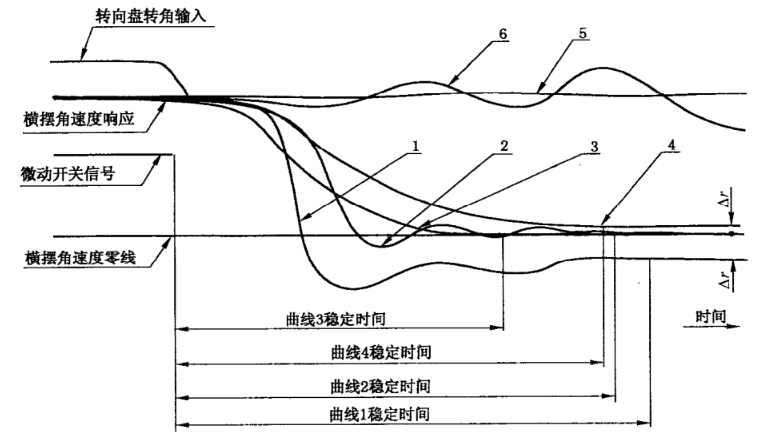 转向盘转角输入
6
5
横摆角速度响应
1
2
3
4
微动开关信号
Δr
横摆角速度零线
Δr
曲线3稳定时间
时间
曲线4稳定时间
曲线2稳定时间
曲线1稳定时间